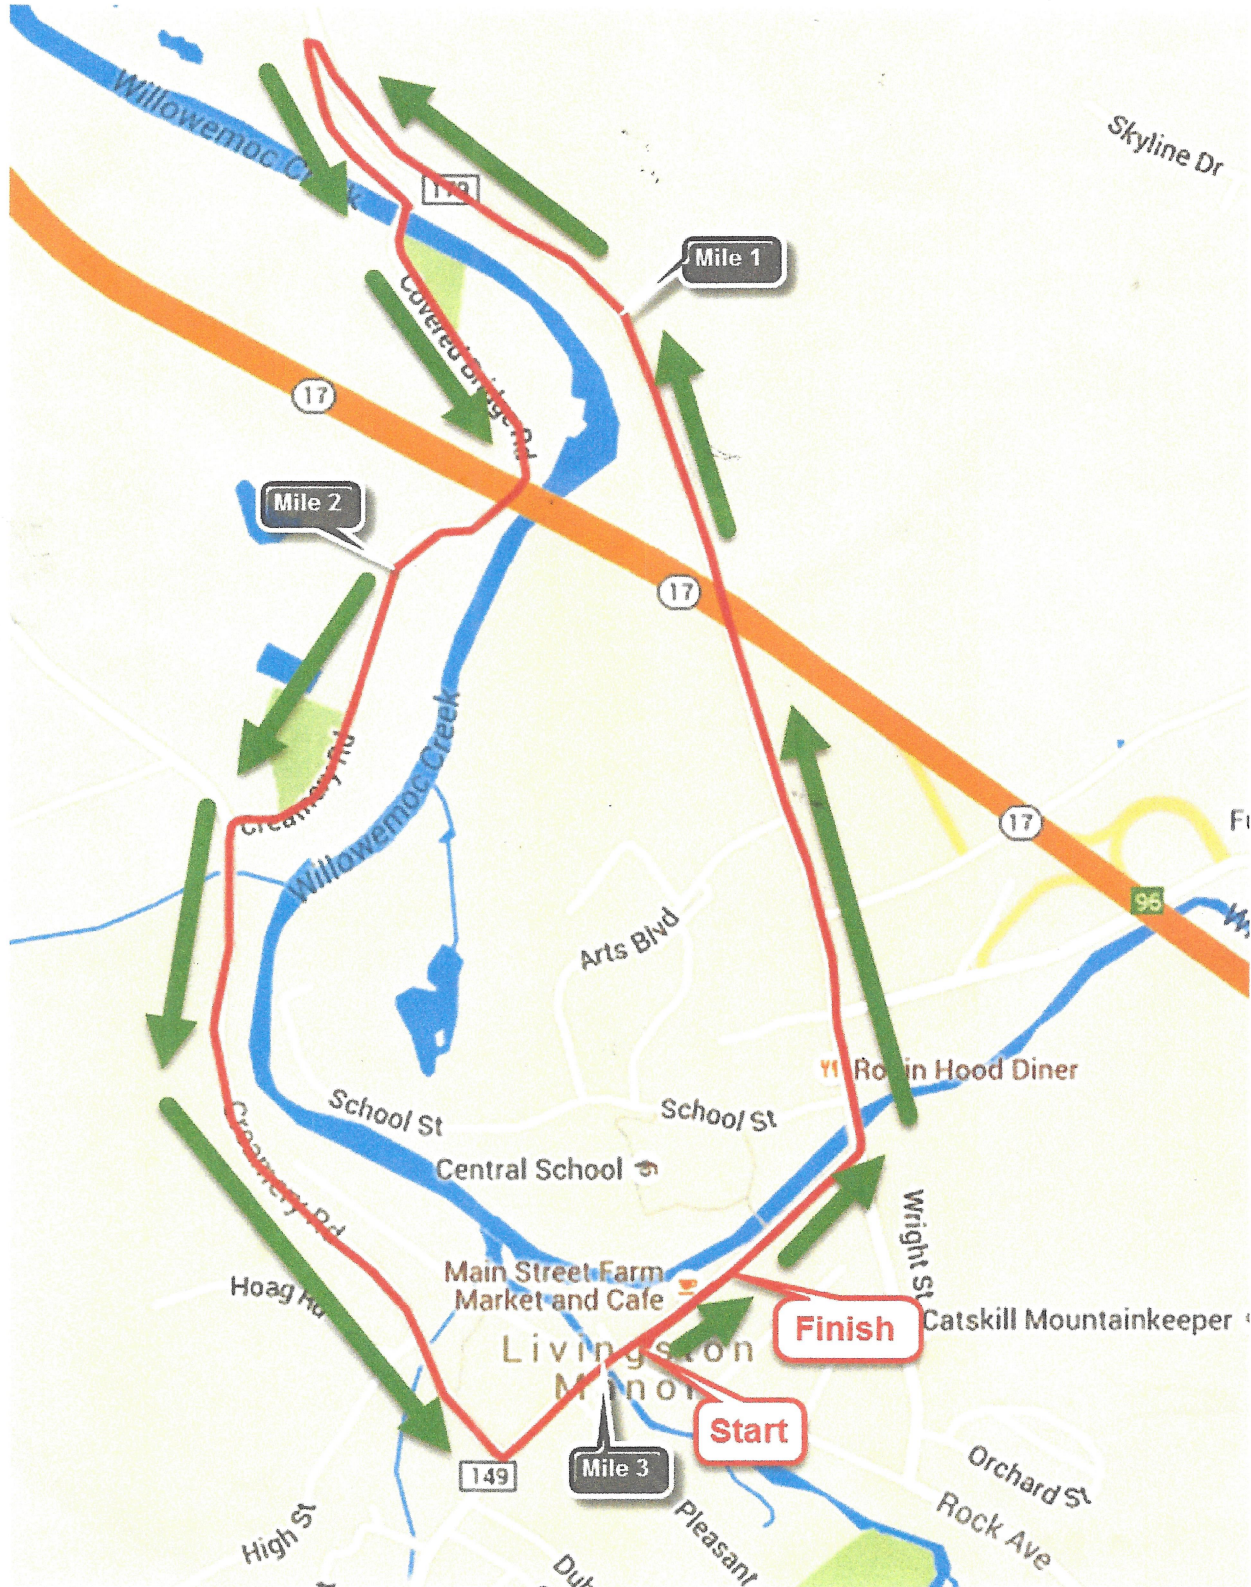 Willowemoc Creek
Skyline Dr
179
Mile 1
Covered Bridge Rd
17
Mile 2
17
Willowemoc Creek
Creamery Rd
17
96
Arts Blvd
Robin Hood Diner
School St
School St
Central School
Creamery Rd
Wright St
Main Street Farm
Market and Cafe
Hoag Rd
Finish
Catskill Mountainkeeper
Livingston
Manor
Start
149
Mile 3
Orchard St
High St
Pleasant
Rock Ave